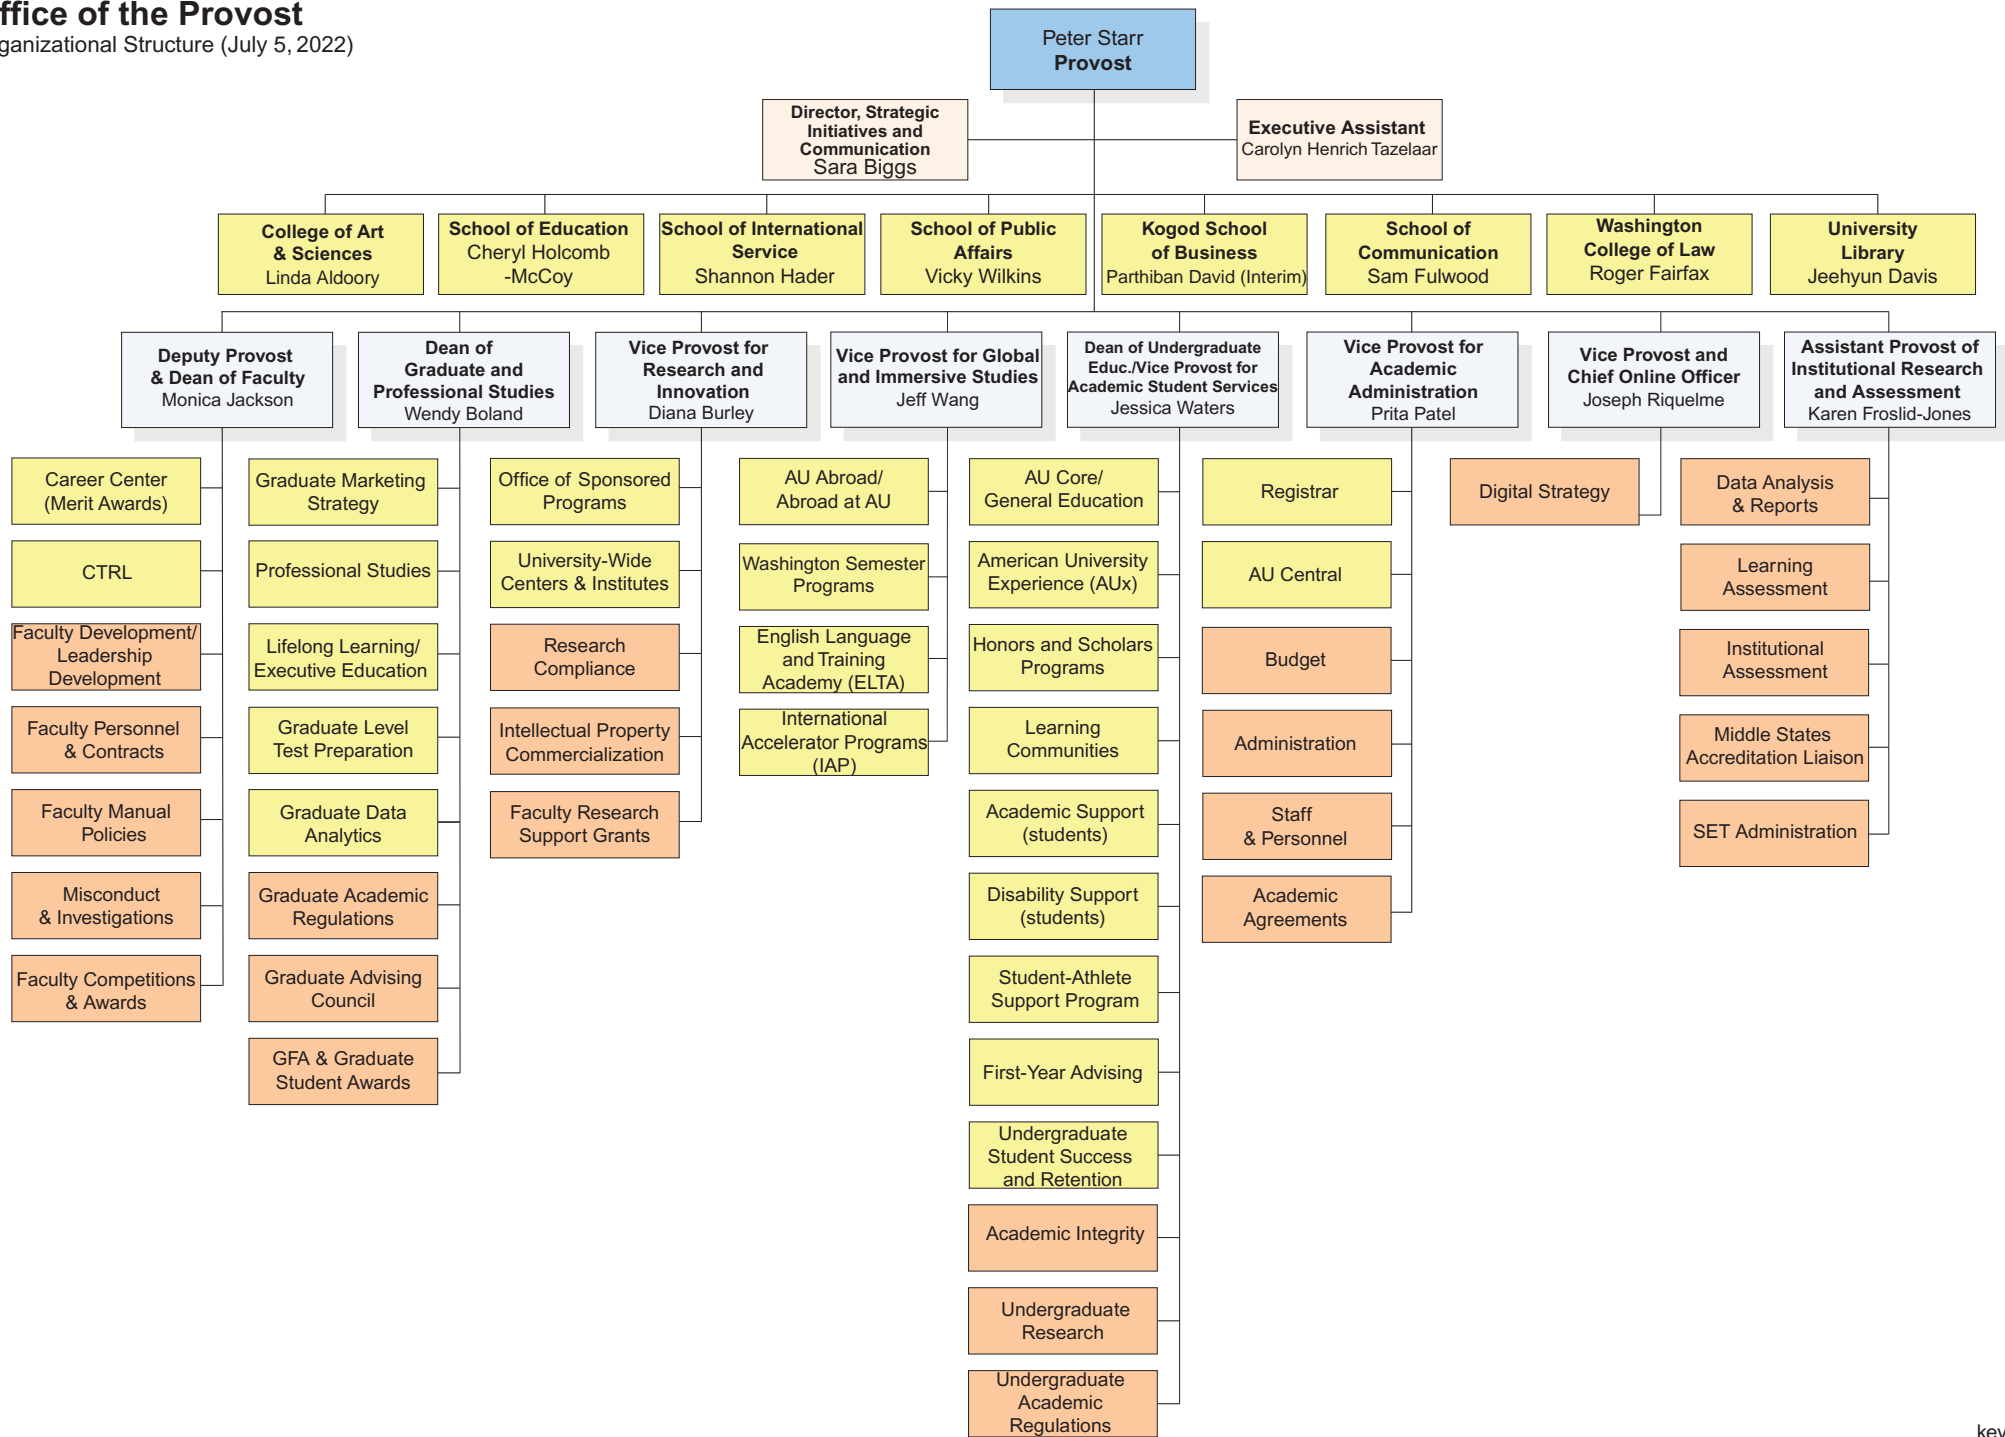 ffice of the Provost
ganizational Structure (July 5, 2022)
Peter Starr
Provost
Director, Strategic
Initiatives and
Communication
Sara Biggs
Executive Assistant
Carolyn Henrich Tazelaar
College of Art
& Sciences
Linda Aldoory
School of Education
Cheryl Holcomb
-McCoy
School of International
Service
Shannon Hader
School of Public
Affairs
Vicky Wilkins
Kogod School
of Business
Parthiban David (Interim)
School of
Communication
Sam Fulwood
Washington
College of Law
Roger Fairfax
University
Library
Jeehyun Davis
Deputy Provost
& Dean of Faculty
Monica Jackson
Dean of
Graduate and
Professional Studies
Wendy Boland
Vice Provost for
Research and
Innovation
Diana Burley
Vice Provost for Global
and Immersive Studies
Jeff Wang
Dean of Undergraduate
Educ./Vice Provost for
Academic Student Services
Jessica Waters
Vice Provost for
Academic
Administration
Prita Patel
Vice Provost and
Chief Online Officer
Joseph Riquelme
Assistant Provost of
Institutional Research
and Assessment
Karen Froslid-Jones
Career Center
(Merit Awards)
CTRL
Faculty Development/
Leadership
Development
Faculty Personnel
& Contracts
Faculty Manual
Policies
Misconduct
& Investigations
Faculty Competitions
& Awards
Graduate Marketing
Strategy
Professional Studies
Lifelong Learning/
Executive Education
Graduate Level
Test Preparation
Graduate Data
Analytics
Graduate Academic
Regulations
Graduate Advising
Council
GFA & Graduate
Student Awards
Office of Sponsored
Programs
University-Wide
Centers & Institutes
Research
Compliance
Intellectual Property
Commercialization
Faculty Research
Support Grants
AU Abroad/
Abroad at AU
Washington Semester
Programs
English Language
and Training
Academy (ELTA)
International
Accelerator Programs
(IAP)
AU Core/
General Education
American University
Experience (AUx)
Honors and Scholars
Programs
Learning
Communities
Academic Support
(students)
Disability Support
(students)
Student-Athlete
Support Program
First-Year Advising
Undergraduate
Student Success
and Retention
Academic Integrity
Undergraduate
Research
Undergraduate
Academic
Regulations
Registrar
AU Central
Budget
Administration
Staff
& Personnel
Academic
Agreements
Digital Strategy
Data Analysis
& Reports
Learning
Assessment
Institutional
Assessment
Middle States
Accreditation Liaison
SET Administration
key